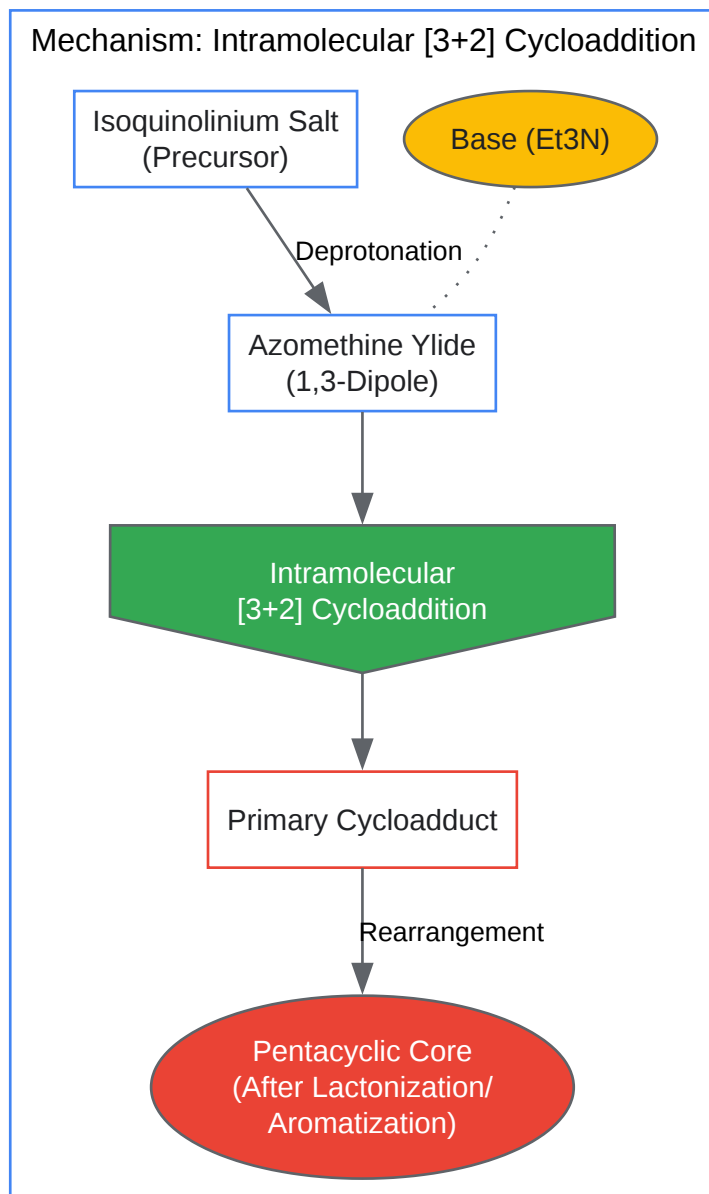 Mechanism: Intramolecular [3+2] Cycloaddition
Isoquinolinium Salt
(Precursor)
Base (Et3N)
Deprotonation
Azomethine Ylide
(1,3-Dipole)
Intramolecular
[3+2] Cycloaddition
Primary Cycloadduct
Rearrangement
Pentacyclic Core
(After Lactonization/
Aromatization)